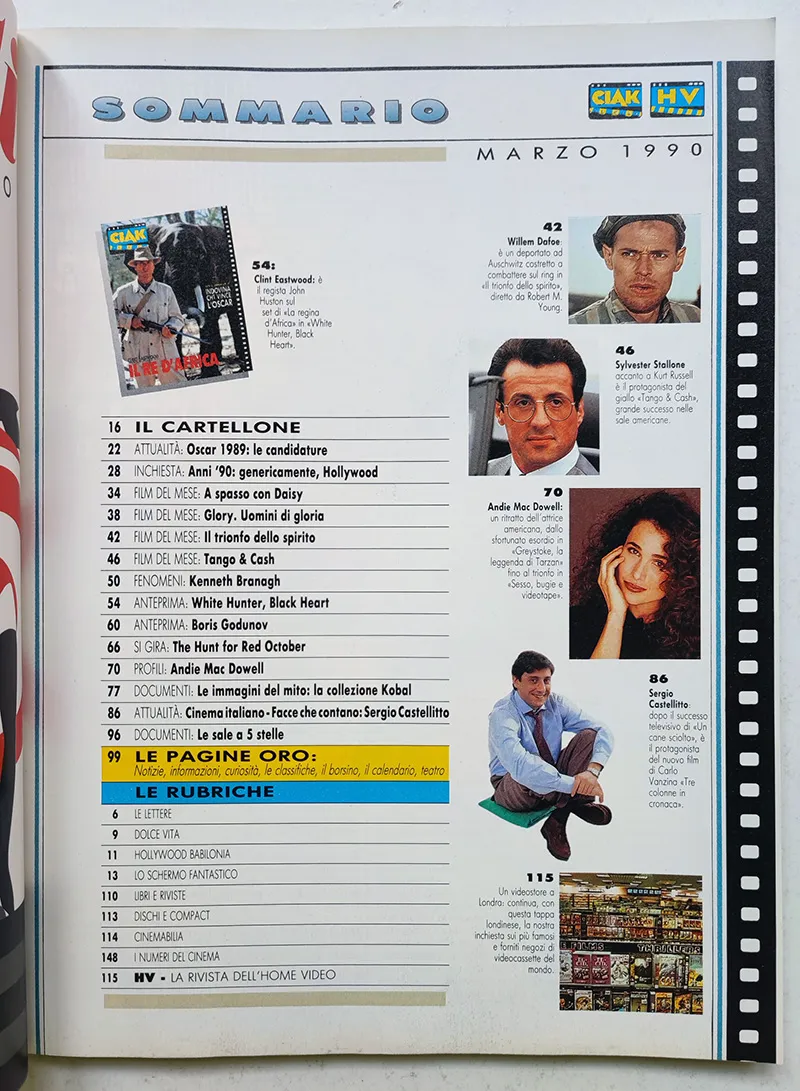 SOMMARIO
CIAK
HV
MARZO 1990
CIAK
INDOVINA
CHI VINCE
L'OSCAR
CLINT EASTWOOD
IL RE D'AFRICA
54:
Clint Eastwood: è
il regista John
Huston sul
set di «La regina
d'Africa» in «White
Hunter, Black
Heart».
42
Willem Dafoe:
è un deportato ad
Auschwitz costretto a
combattere sul ring in
«Il trionfo dello spirito»,
diretto da Robert M.
Young.
46
Sylvester Stallone
accanto a Kurt Russell
è il protagonista del
giallo «Tango & Cash»,
grande successo nelle
sale americane.
70
Andie Mac Dowell:
un ritratto dell'attrice
americana, dallo
sfortunato esordio in
«Greystoke, la
leggenda di Tarzan»
fino al trionfo in
«Sesso, bugie e
videotape».
86
Sergio
Castellitto:
dopo il successo
televisivo di «Un
cane sciolto», è
il protagonista
del nuovo film
di Carlo
Vanzina «Tre
colonne in
cronaca».
115
Un videostore a
Londra: continua, con
questa tappa
londinese, la nostra
inchiesta sui più famosi
e forniti negozi di
videocassette del
mondo.
FILMS
THRILLERS
16 IL CARTELLONE
22 ATTUALITÀ: Oscar 1989: le candidature
28 INCHIESTA: Anni '90: genericamente, Hollywood
34 FILM DEL MESE: A spasso con Daisy
38 FILM DEL MESE: Glory. Uomini di gloria
42 FILM DEL MESE: Il trionfo dello spirito
46 FILM DEL MESE: Tango & Cash
50 FENOMENI: Kenneth Branagh
54 ANTEPRIMA: White Hunter, Black Heart
60 ANTEPRIMA: Boris Godunov
66 SI GIRA: The Hunt for Red October
70 PROFILI: Andie Mac Dowell
77 DOCUMENTI: Le immagini del mito: la collezione Kobal
86 ATTUALITÀ: Cinema italiano - Facce che contano: Sergio Castellitto
96 DOCUMENTI: Le sale a 5 stelle
99 LE PAGINE ORO:
Notizie, informazioni, curiosità, le classifiche, il borsino, il calendario, teatro
LE RUBRICHE
6 LE LETTERE
9 DOLCE VITA
11 HOLLYWOOD BABILONIA
13 LO SCHERMO FANTASTICO
110 LIBRI E RIVISTE
113 DISCHI E COMPACT
114 CINEMABILIA
148 I NUMERI DEL CINEMA
115 HV - LA RIVISTA DELL'HOME VIDEO